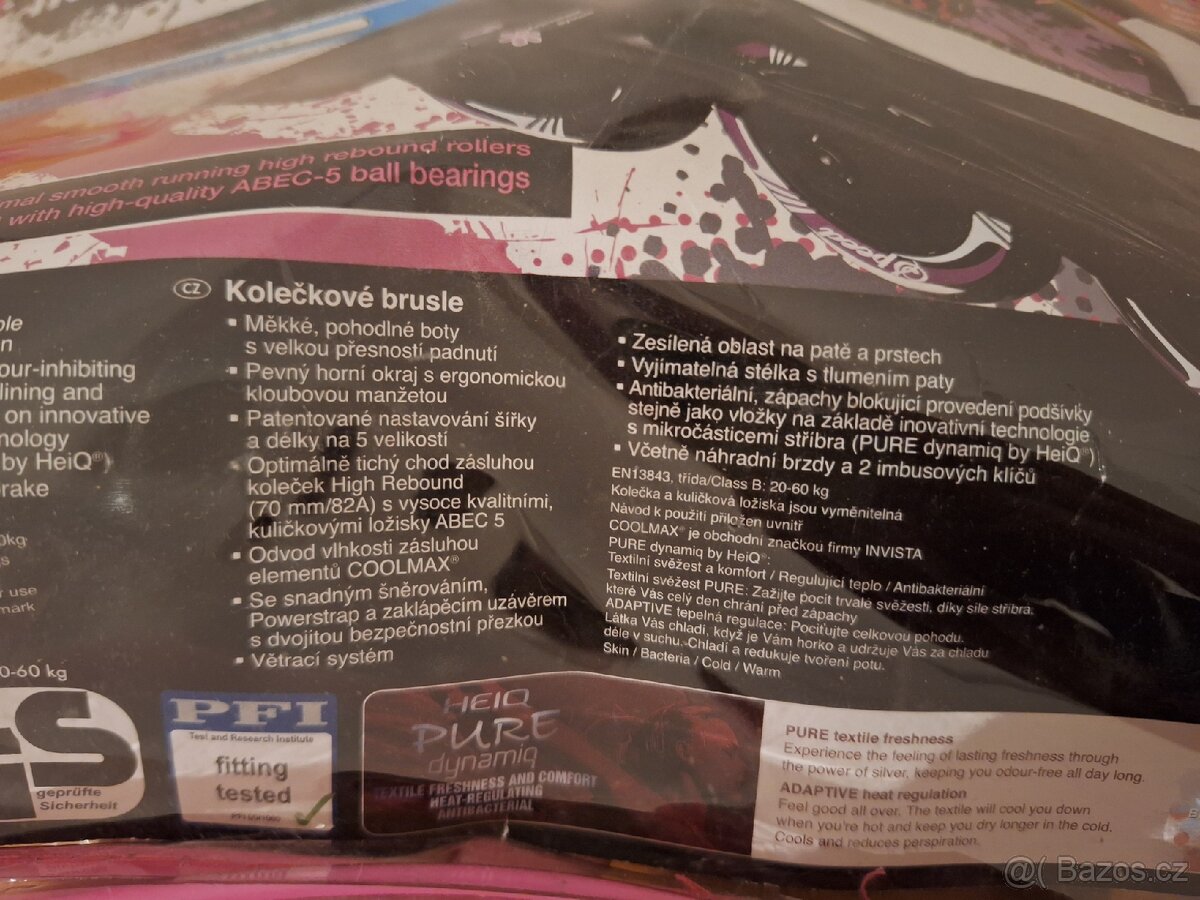 mal smooth running high rebound rollers
with high-quality ABEC-5 ball bearings
Speed
our-inhibiting
lining and
on innovative
by HeiQ®)
0kg
use
mark
0-60 kg
CZ Kolečkové brusle
▪ Měkké, pohodlné boty
s velkou přesností padnutí
▪ Pevný horní okraj s ergonomickou
kloubovou manžetou
▪ Patentované nastavování šířky
a délky na 5 velikostí
▪ Optimálně tichý chod zásluhou
koleček High Rebound
(70 mm/82A) s vysoce kvalitními,
kuličkovými ložisky ABEC 5
▪ Odvod vlhkosti zásluhou
elementů COOLMAX®
▪ Se snadným šněrováním,
Powerstrap a zaklápěcím uzávěrem
s dvojitou bezpečnostní přezkou
▪ Větrací systém
▪ Zesílená oblast na patě a prstech
▪ Vyjímatelná stélka s tlumením paty
▪ Antibakteriální, zápachy blokující provedení podšívky
stejně jako vložky na základě inovativní technologie
s mikročásticemi stříbra (PURE dynamiq by HeiQ®)
▪ Včetně náhradní brzdy a 2 imbusových klíčů
EN13843, třída/Class B: 20-60 kg
Kolečka a kuličková ložiska jsou vyměnitelná
Návod k použití přiložen uvnitř
COOLMAX® je obchodní značkou firmy INVISTA
PURE dynamiq by HeiQ®:
Textilní svěžest a komfort / Regulující teplo / Antibakteriální
Textilní svěžest PURE: Zažijte pocit trvalé svěžesti, díky síle stříbra,
které Vás celý den chrání před zápachy
ADAPTIVE tepelná regulace: Pociťujte celkovou pohodu.
Látka Vás chladí, když je Vám horko a udržuje Vás za chladu
déle v suchu. Chladí a redukuje tvoření potu.
Skin / Bacteria / Cold / Warm
S
geprüfte
Sicherheit
PFI
Test and Research Institute
fitting
tested
HEIQ
PURE
dynamiq
TEXTILE FRESHNESS AND COMFORT
HEAT-REGULATING
ANTIBACTERIAL
PURE textile freshness
Experience the feeling of lasting freshness through
the power of silver, keeping you odour-free all day long.
ADAPTIVE heat regulation
Feel good all over. The textile will cool you down
when you're hot and keep you dry longer in the cold.
Cools and reduces perspiration.
@( Bazos.cz